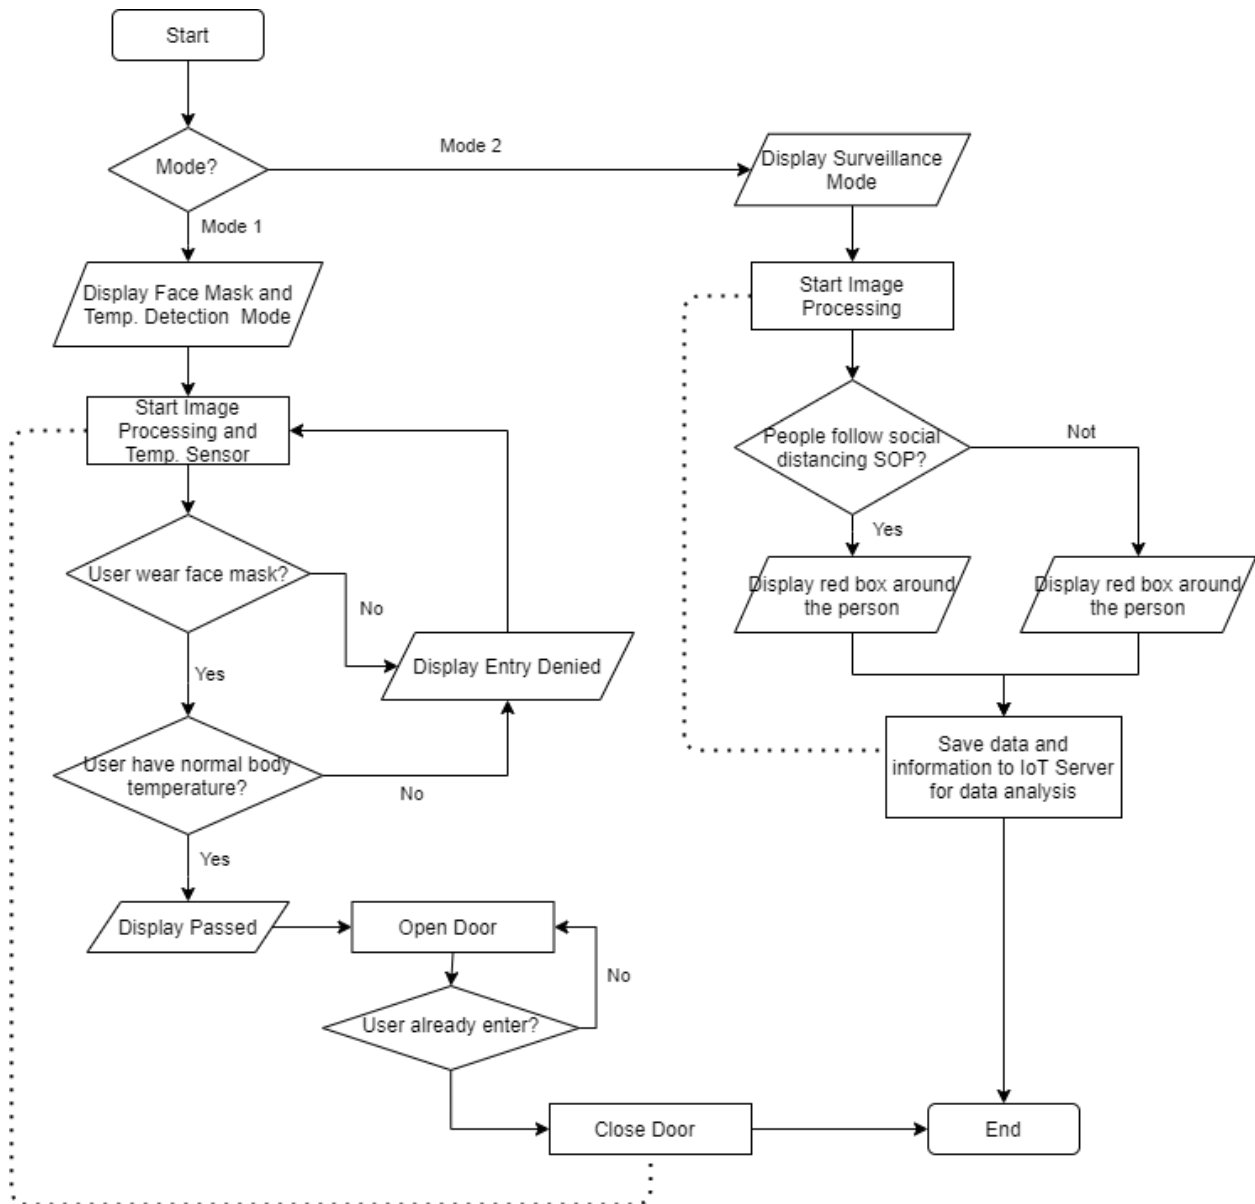 Start
Mode?
Mode 2
Display Surveillance
Mode
Mode 1
Display Face Mask and
Temp. Detection Mode
Start Image
Processing
Start Image
Processing and
Temp. Sensor
People follow social
distancing SOP?
Not
Yes
User wear face mask?
No
Display red box around
the person
Display red box around
the person
Display Entry Denied
Yes
User have normal body
temperature?
No
Save data and
information to IoT Server
for data analysis
Yes
Display Passed
Open Door
No
User already enter?
Close Door
End